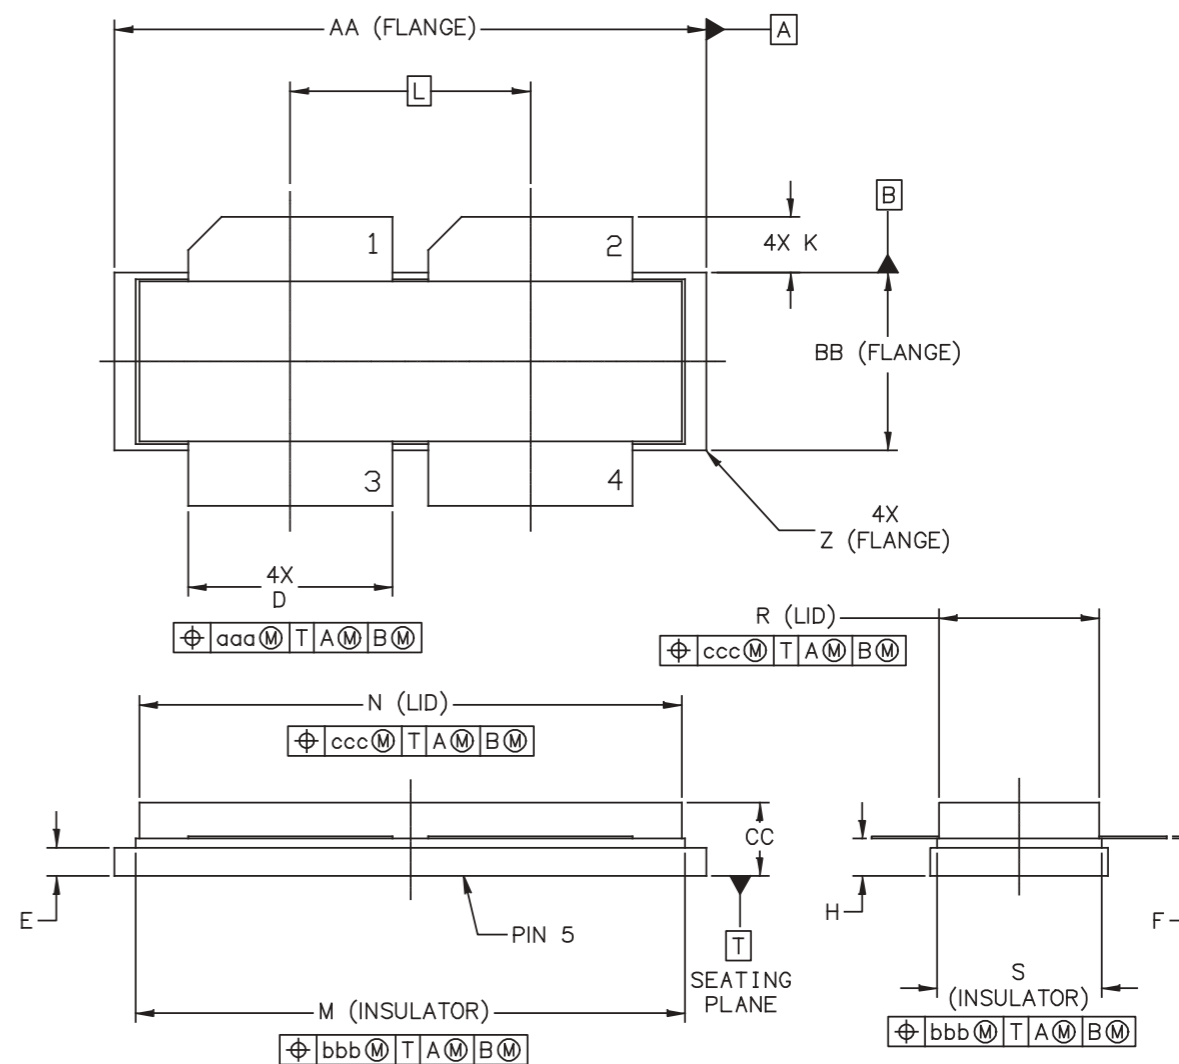 AA (FLANGE)
A
L
B
1
2
4X K
BB (FLANGE)
3
4
4X
Z (FLANGE)
4X
D
⌖ aaa Ⓜ T A Ⓜ B Ⓜ
R (LID)
⌖ ccc Ⓜ T A Ⓜ B Ⓜ
N (LID)
⌖ ccc Ⓜ T A Ⓜ B Ⓜ
CC
E
H
F
PIN 5
T
SEATING
PLANE
M (INSULATOR)
⌖ bbb Ⓜ T A Ⓜ B Ⓜ
S
(INSULATOR)
⌖ bbb Ⓜ T A Ⓜ B Ⓜ